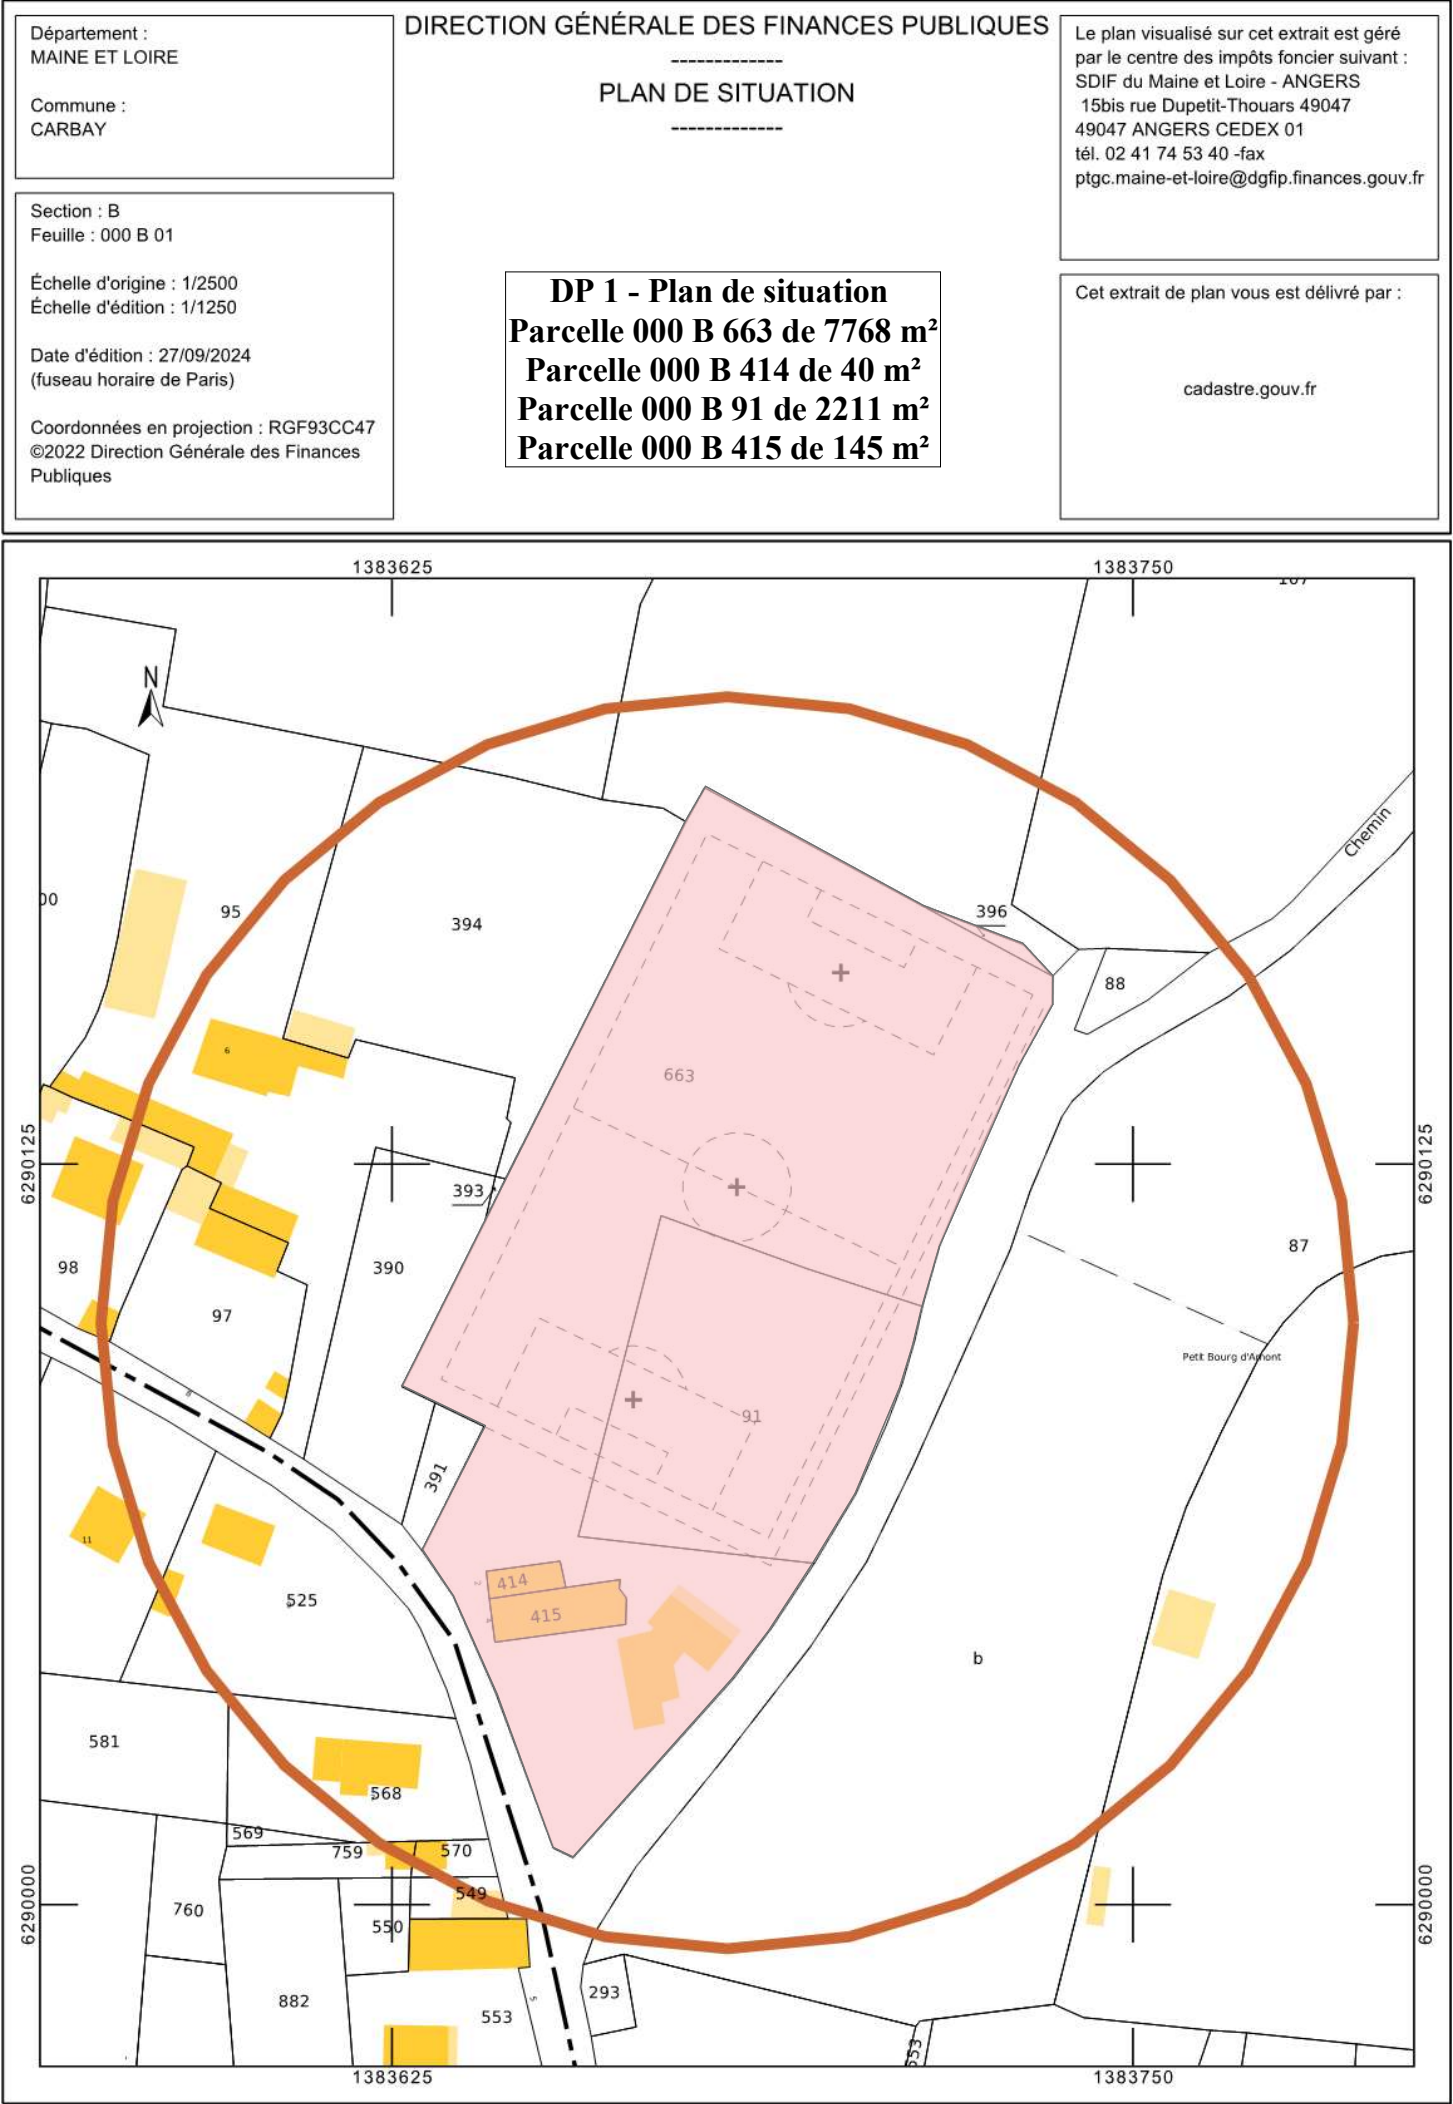 Département :
MAINE ET LOIRE
Commune :
CARBAY
Section : B
Feuille : 000 B 01
Échelle d'origine : 1/2500
Échelle d'édition : 1/1250
Date d'édition : 27/09/2024
(fuseau horaire de Paris)
Coordonnées en projection : RGF93CC47
©2022 Direction Générale des Finances
Publiques
DIRECTION GÉNÉRALE DES FINANCES PUBLIQUES
-------------
PLAN DE SITUATION
-------------
DP 1 - Plan de situation
Parcelle 000 B 663 de 7768 m²
Parcelle 000 B 414 de 40 m²
Parcelle 000 B 91 de 2211 m²
Parcelle 000 B 415 de 145 m²
Le plan visualisé sur cet extrait est géré
par le centre des impôts foncier suivant :
SDIF du Maine et Loire - ANGERS
15bis rue Dupetit-Thouars 49047
49047 ANGERS CEDEX 01
tél. 02 41 74 53 40 -fax
ptgc.maine-et-loire@dgfip.finances.gouv.fr
Cet extrait de plan vous est délivré par :
cadastre.gouv.fr
1383625
1383750
N
Chemin
95
394
396
88
6
663
6290125
6290125
393
98
390
87
97
Petit Bourg d'Amont
91
391
11
414
525
415
b
581
568
569
759
570
549
760
550
6290000
6290000
882
553
293
1383625
1383750